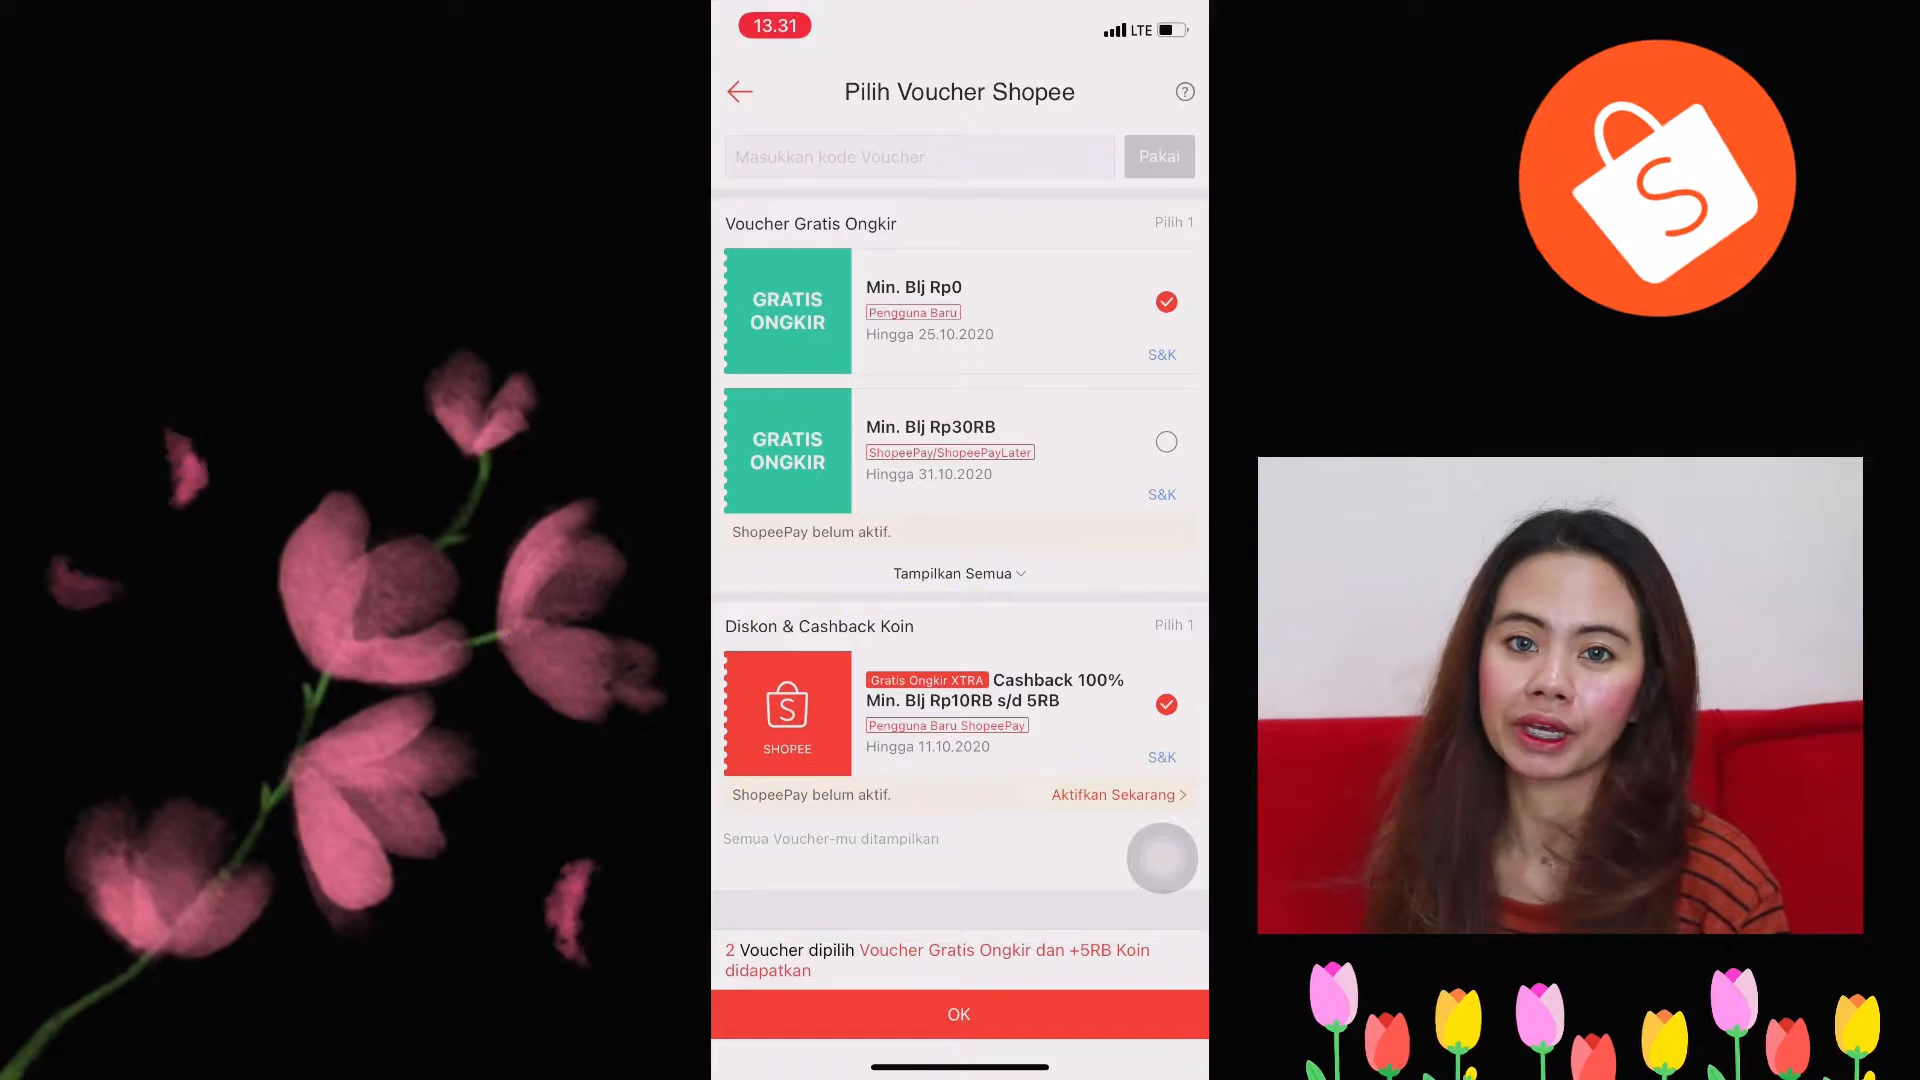 13.31
LTE
Pilih Voucher Shopee
?
Masukkan kode Voucher
Pakai
Voucher Gratis Ongkir
Pilih 1
GRATIS
ONGKIR
Min. Blj Rp0
Pengguna Baru
Hingga 25.10.2020
S&K
GRATIS
ONGKIR
Min. Blj Rp30RB
ShopeePay/ShopeePayLater
Hingga 31.10.2020
S&K
ShopeePay belum aktif.
Tampilkan Semua
Diskon & Cashback Koin
Pilih 1
S
SHOPEE
Gratis Ongkir XTRA Cashback 100%
Min. Blj Rp10RB s/d 5RB
Pengguna Baru ShopeePay
Hingga 11.10.2020
S&K
ShopeePay belum aktif.
Aktifkan Sekarang >
Semua Voucher-mu ditampilkan
2 Voucher dipilih Voucher Gratis Ongkir dan +5RB Koin
didapatkan
OK
S